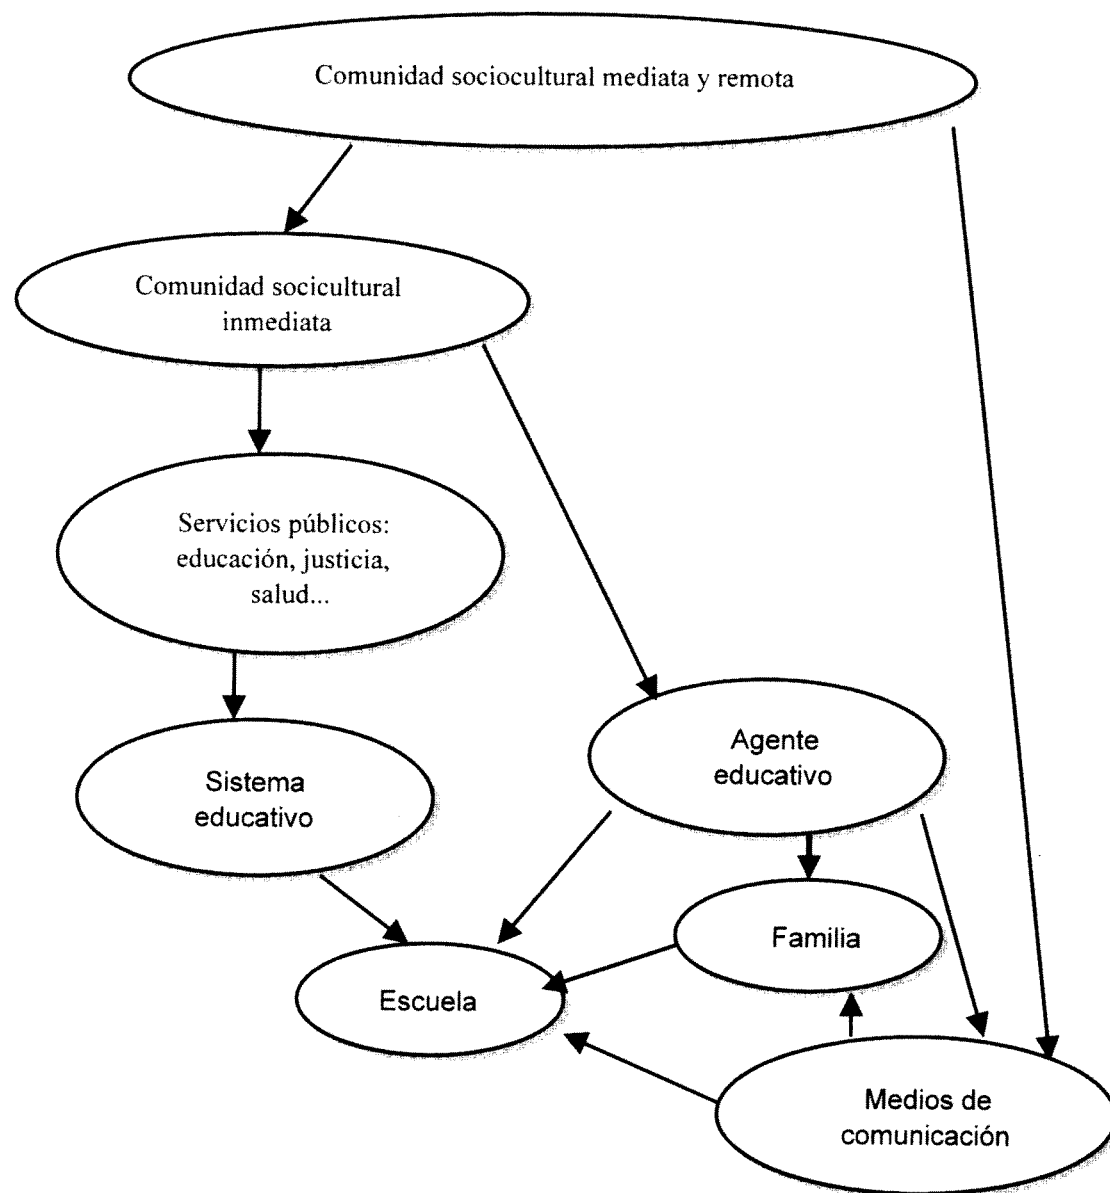 Comunidad sociocultural mediata y remota
Comunidad socicultural
inmediata
Servicios públicos:
educación, justicia,
salud...
Agente
educativo
Sistema
educativo
Familia
Escuela
Medios de
comunicación